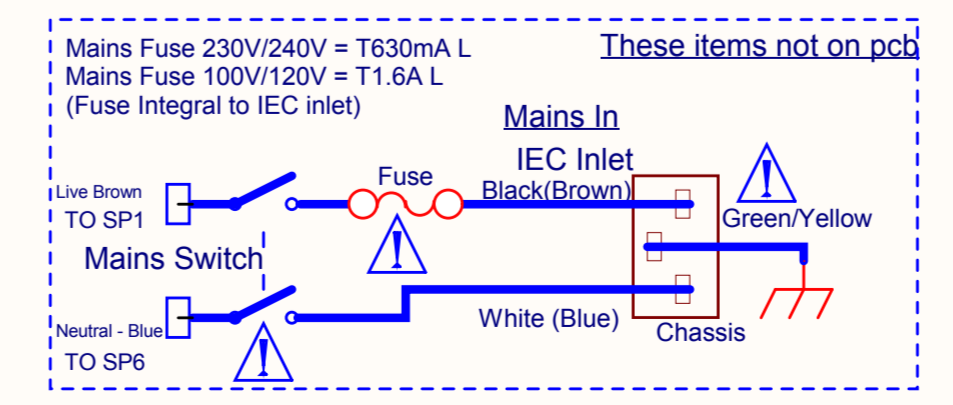 Mains Fuse 230V/240V = T630mA L
These items not on pcb
Mains Fuse 100V/120V = T1.6A L
(Fuse Integral to IEC inlet)
Mains In
IEC Inlet
Fuse
Black(Brown)
Live Brown
TO SP1
Green/Yellow
Mains Switch
White (Blue)
Chassis
Neutral - Blue
TO SP6